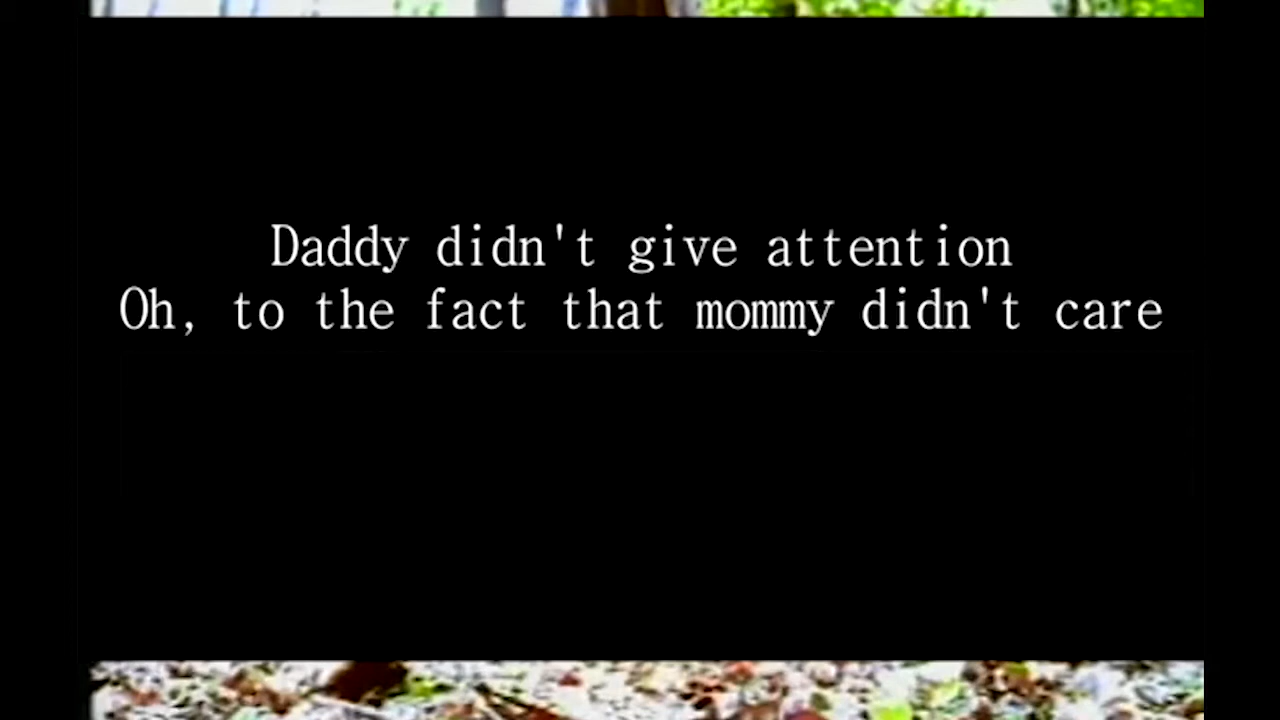 Daddy didn't give attention
Oh, to the fact that mommy didn't care